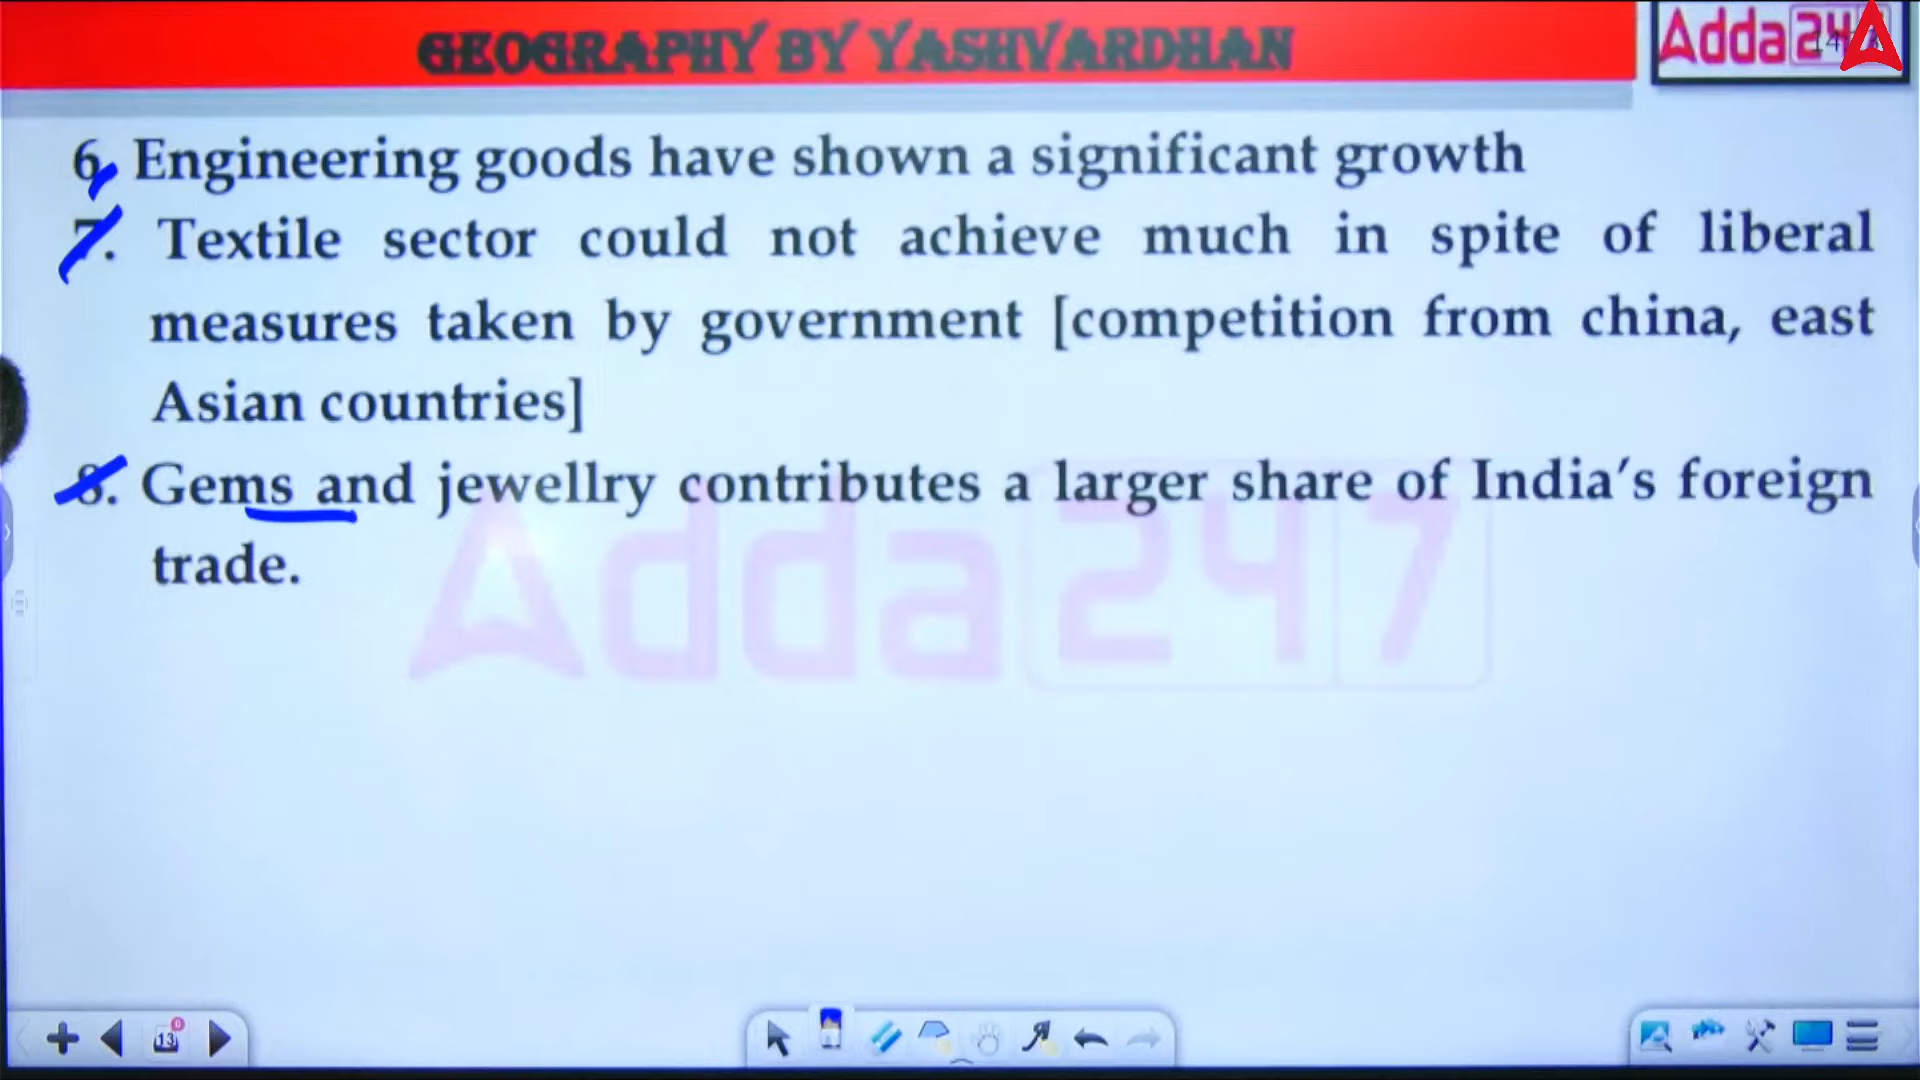 GEOGRAPHY BY YASHVARDHAN
Adda24
6. Engineering goods have shown a significant growth
7. Textile sector could not achieve much in spite of liberal
measures taken by government [competition from china, east
Asian countries]
8. Gems and jewellry contributes a larger share of India's foreign
trade.
Adda247
13